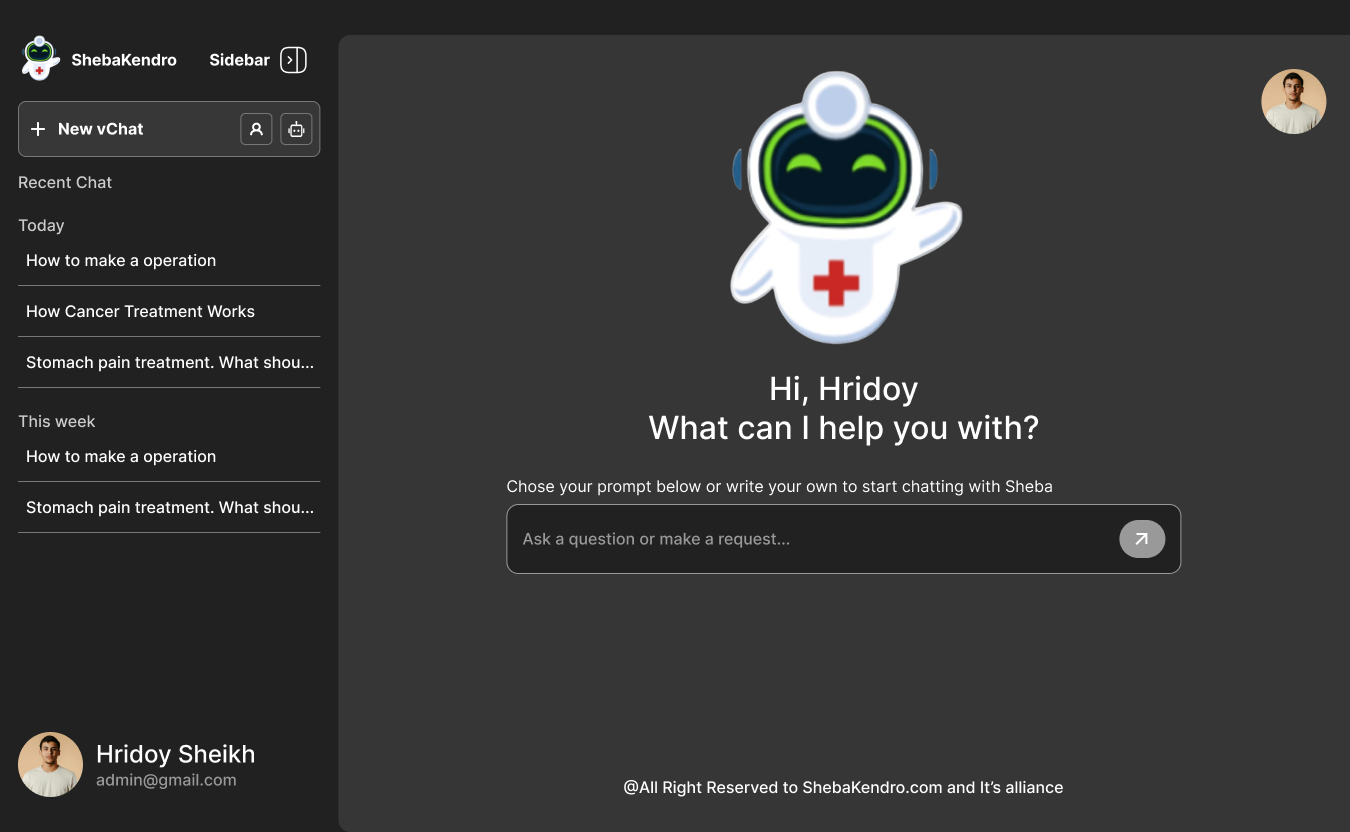 ShebaKendro
Sidebar
New vChat
Recent Chat
Today
How to make a operation
How Cancer Treatment Works
Stomach pain treatment. What shou...
This week
How to make a operation
Stomach pain treatment. What shou...
Hridoy Sheikh
admin@gmail.com
Hi, Hridoy
What can I help you with?
Chose your prompt below or write your own to start chatting with Sheba
Ask a question or make a request...
@All Right Reserved to ShebaKendro.com and It’s alliance